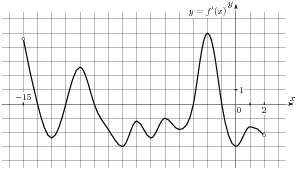 y = f'(x) y
−15
1
0 2
x